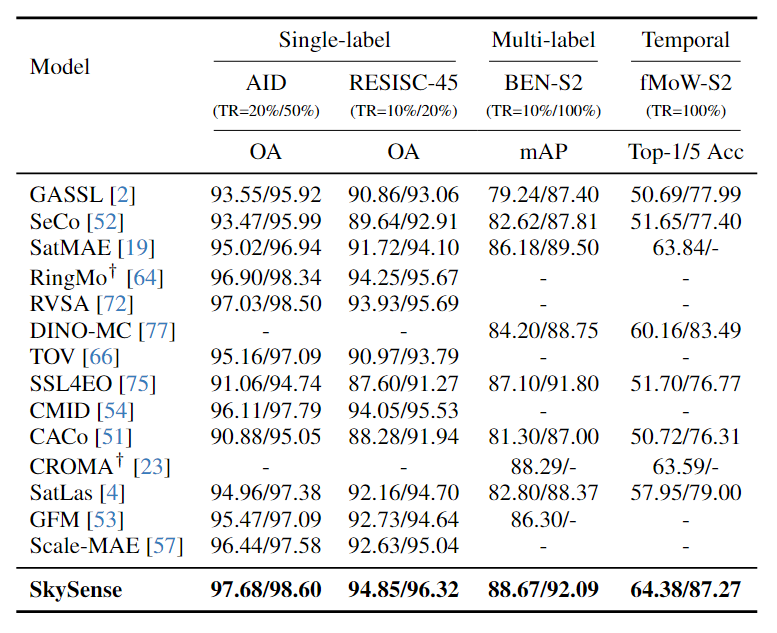 Model Single-label Multi-label Temporal
AID RESISC-45 BEN-S2 fMoW-S2
(TR=20%/50%) (TR=10%/20%) (TR=10%/100%) (TR=100%)
OA OA mAP Top-1/5 Acc
GASSL [2] 93.55/95.92 90.86/93.06 79.24/87.40 50.69/77.99
SeCo [52] 93.47/95.99 89.64/92.91 82.62/87.81 51.65/77.40
SatMAE [19] 95.02/96.94 91.72/94.10 86.18/89.50 63.84/-
RingMo† [64] 96.90/98.34 94.25/95.67 - -
RVSA [72] 97.03/98.50 93.93/95.69 - -
DINO-MC [77] - - 84.20/88.75 60.16/83.49
TOV [66] 95.16/97.09 90.97/93.79 - -
SSL4EO [75] 91.06/94.74 87.60/91.27 87.10/91.80 51.70/76.77
CMID [54] 96.11/97.79 94.05/95.53 - -
CACo [51] 90.88/95.05 88.28/91.94 81.30/87.00 50.72/76.31
CROMA† [23] - - 88.29/- 63.59/-
SatLas [4] 94.96/97.38 92.16/94.70 82.80/88.37 57.95/79.00
GFM [53] 95.47/97.09 92.73/94.64 86.30/- -
Scale-MAE [57] 96.44/97.58 92.63/95.04 - -
SkySense 97.68/98.60 94.85/96.32 88.67/92.09 64.38/87.27